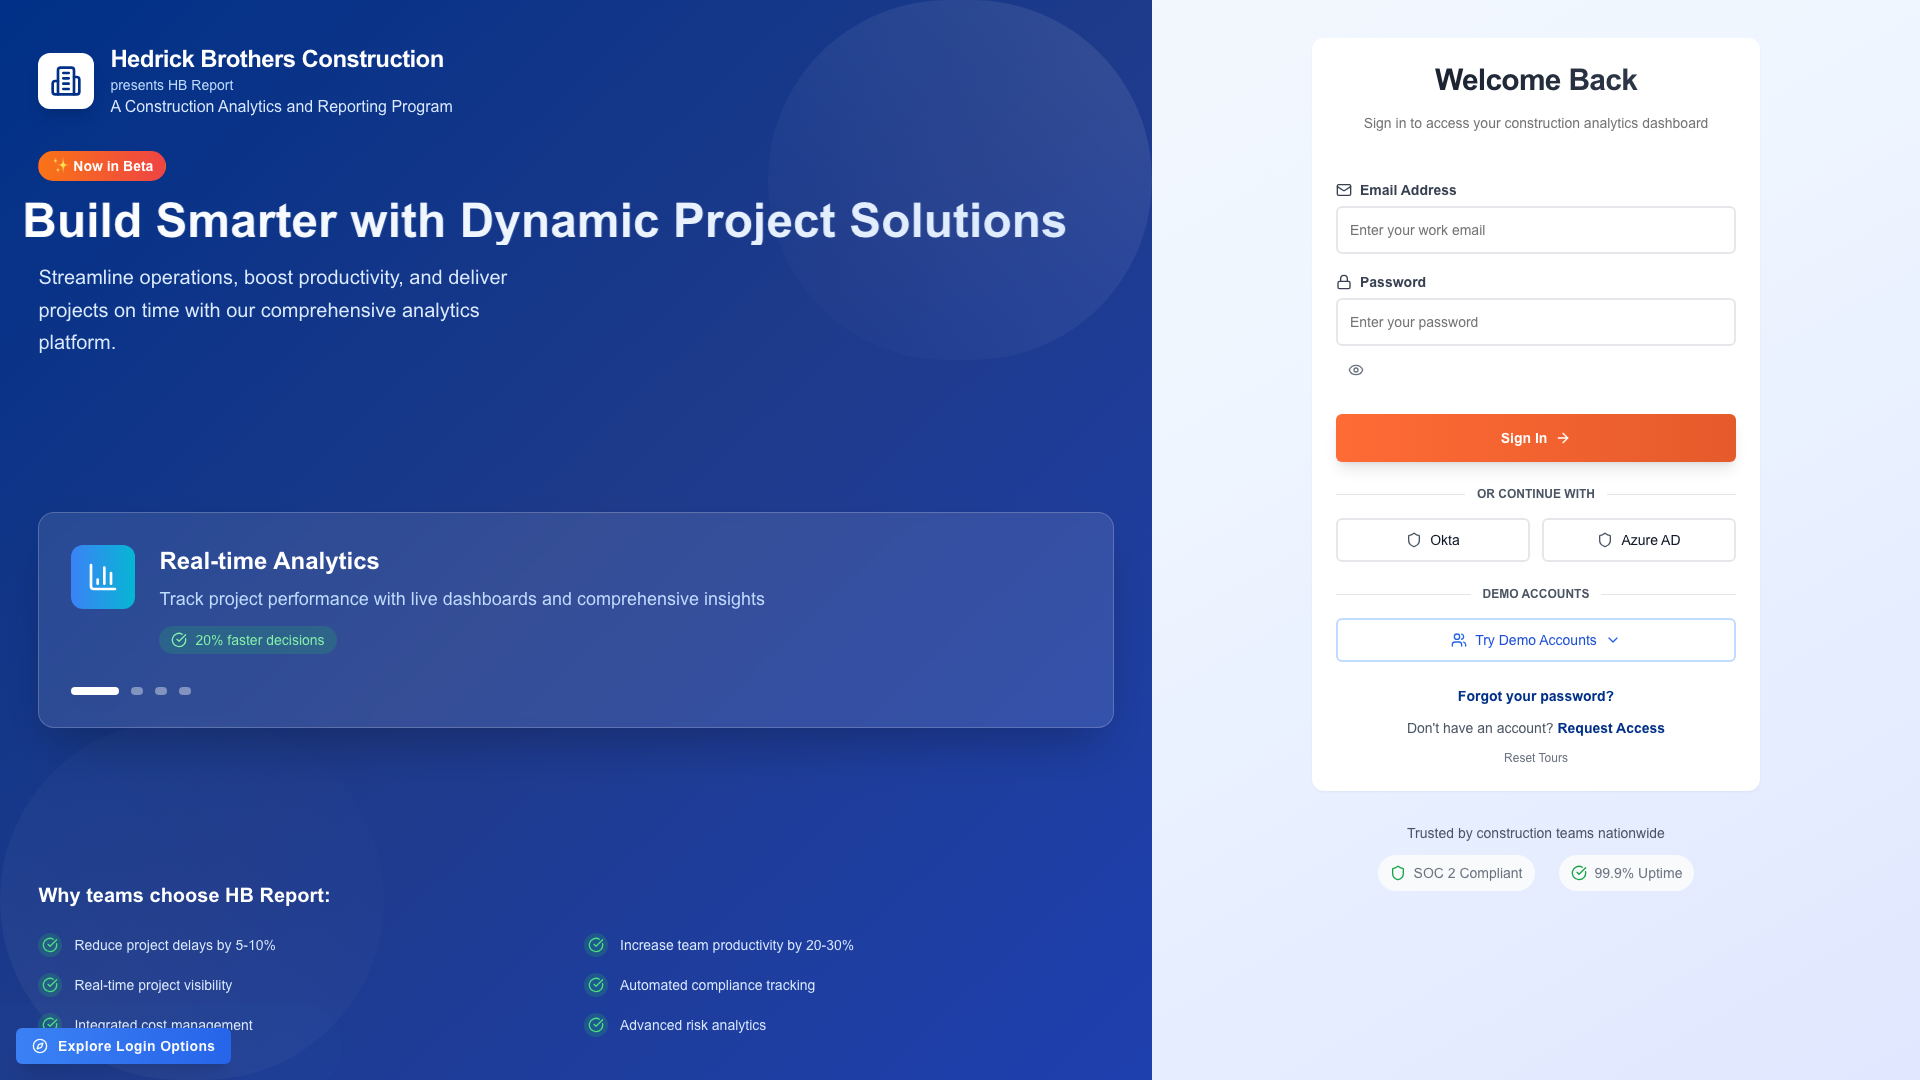 Hedrick Brothers Construction
presents HB Report
A Construction Analytics and Reporting Program
✨ Now in Beta
Build Smarter with Dynamic Project Solutions
Streamline operations, boost productivity, and deliver
projects on time with our comprehensive analytics
platform.
Real-time Analytics
Track project performance with live dashboards and comprehensive insights
20% faster decisions
Why teams choose HB Report:
Reduce project delays by 5-10%
Increase team productivity by 20-30%
Real-time project visibility
Automated compliance tracking
Integrated cost management
Advanced risk analytics
Explore Login Options
Welcome Back
Sign in to access your construction analytics dashboard
Email Address
Enter your work email
Password
Enter your password
Sign In
OR CONTINUE WITH
Okta
Azure AD
DEMO ACCOUNTS
Try Demo Accounts
Forgot your password?
Don't have an account? Request Access
Reset Tours
Trusted by construction teams nationwide
SOC 2 Compliant
99.9% Uptime